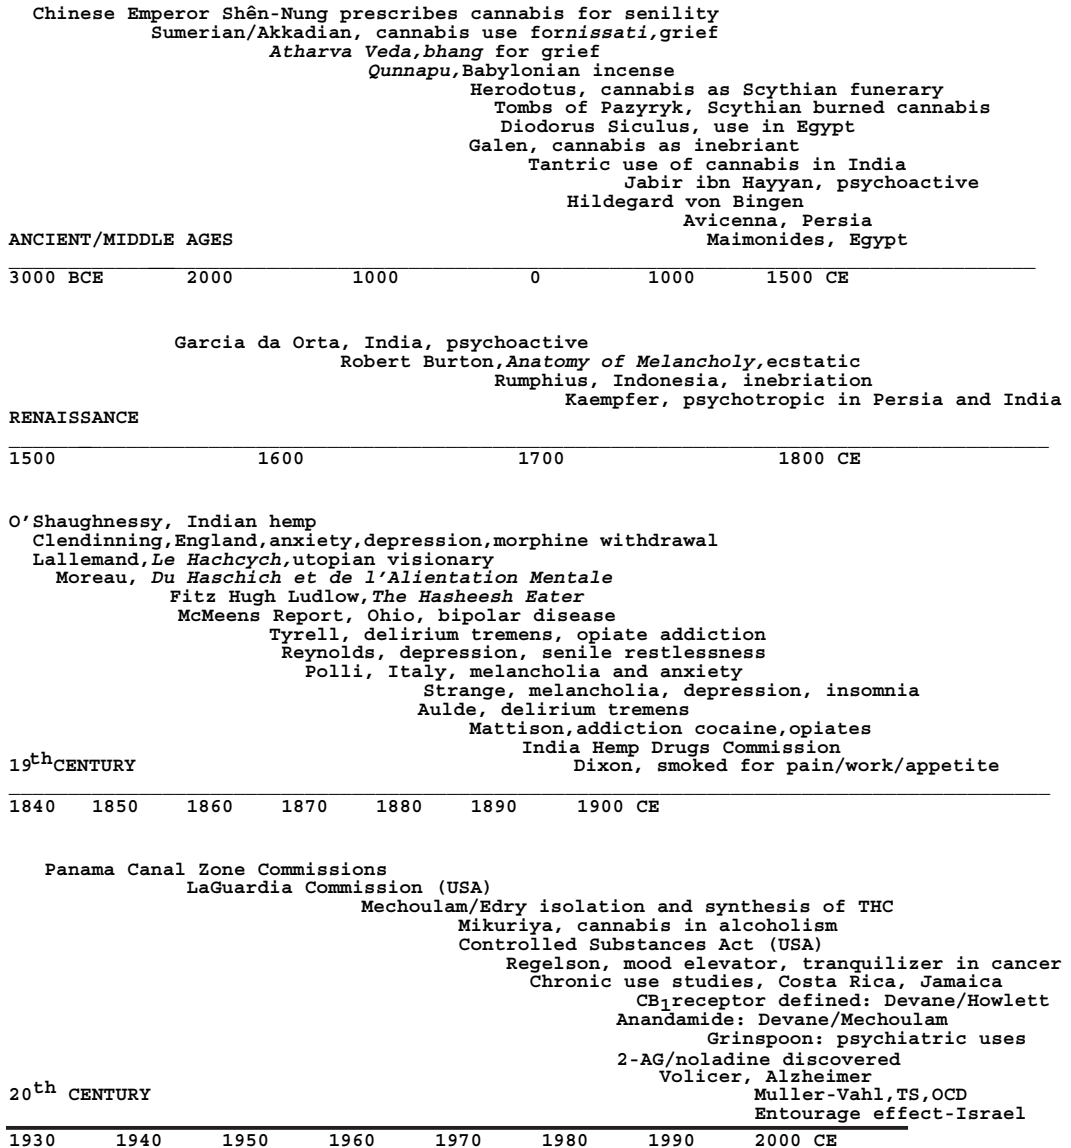 Chinese Emperor Shên-Nung prescribes cannabis for senility
Sumerian/Akkadian, cannabis use fornissati,grief
Atharva Veda,bhang for grief
Qunnapu,Babylonian incense
Herodotus, cannabis as Scythian funerary
Tombs of Pazyryk, Scythian burned cannabis
Diodorus Siculus, use in Egypt
Galen, cannabis as inebriant
Tantric use of cannabis in India
Jabir ibn Hayyan, psychoactive
Hildegard von Bingen
Avicenna, Persia
ANCIENT/MIDDLE AGES Maimonides, Egypt
3000 BCE 2000 1000 0 1000 1500 CE
Garcia da Orta, India, psychoactive
Robert Burton,Anatomy of Melancholy,ecstatic
Rumphius, Indonesia, inebriation
Kaempfer, psychotropic in Persia and India
RENAISSANCE
1500 1600 1700 1800 CE
O'Shaughnessy, Indian hemp
Clendinning,England,anxiety,depression,morphine withdrawal
Lallemand,Le Hachcych,utopian visionary
Moreau, Du Haschich et de l'Alientation Mentale
Fitz Hugh Ludlow,The Hasheesh Eater
McMeens Report, Ohio, bipolar disease
Tyrell, delirium tremens, opiate addiction
Reynolds, depression, senile restlessness
Polli, Italy, melancholia and anxiety
Strange, melancholia, depression, insomnia
Aulde, delirium tremens
Mattison,addiction cocaine,opiates
India Hemp Drugs Commission
19thCENTURY Dixon, smoked for pain/work/appetite
1840 1850 1860 1870 1880 1890 1900 CE
Panama Canal Zone Commissions
LaGuardia Commission (USA)
Mechoulam/Edry isolation and synthesis of THC
Mikuriya, cannabis in alcoholism
Controlled Substances Act (USA)
Regelson, mood elevator, tranquilizer in cancer
Chronic use studies, Costa Rica, Jamaica
CB1receptor defined: Devane/Howlett
Anandamide: Devane/Mechoulam
Grinspoon: psychiatric uses
2-AG/noladine discovered
Volicer, Alzheimer
20th CENTURY Muller-Vahl,TS,OCD
Entourage effect-Israel
1930 1940 1950 1960 1970 1980 1990 2000 CE